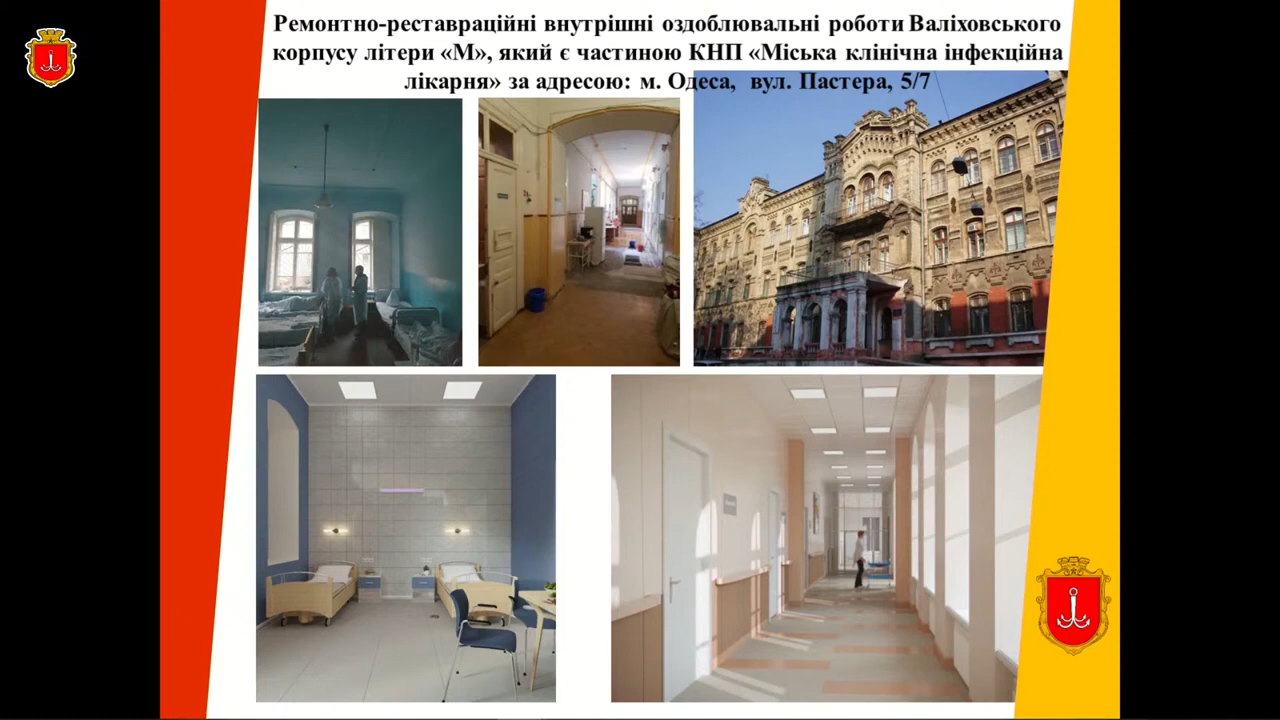 Ремонтно-реставраційні внутрішні оздоблювальні роботи Валіховського
корпусу літери «М», який є частиною КНП «Міська клінічна інфекційна
лікарня» за адресою: м. Одеса, вул. Пастера, 5/7